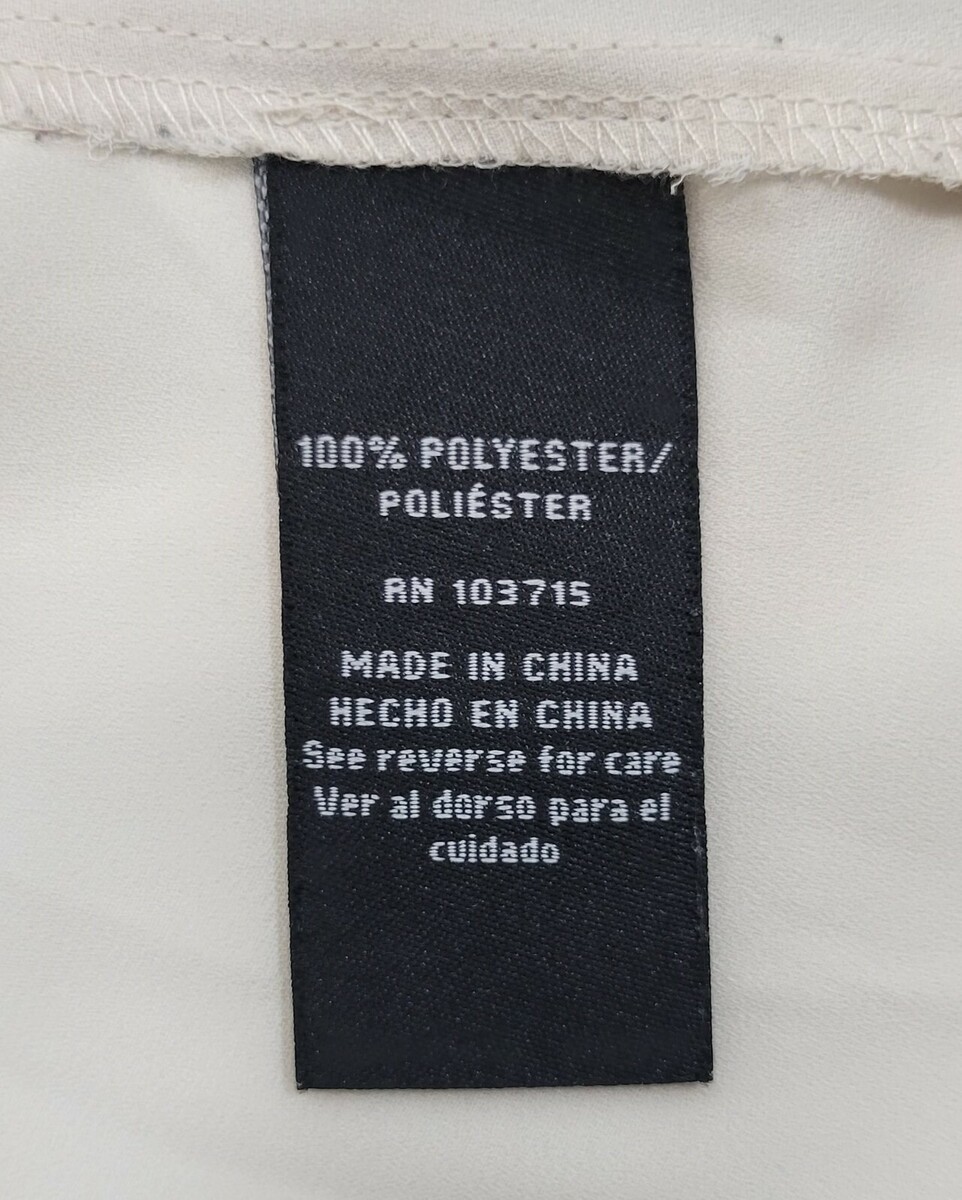 100% POLYESTER/
POLIÉSTER
RN 103715
MADE IN CHINA
HECHO EN CHINA
See reverse for care
Ver al dorso para el
cuidado